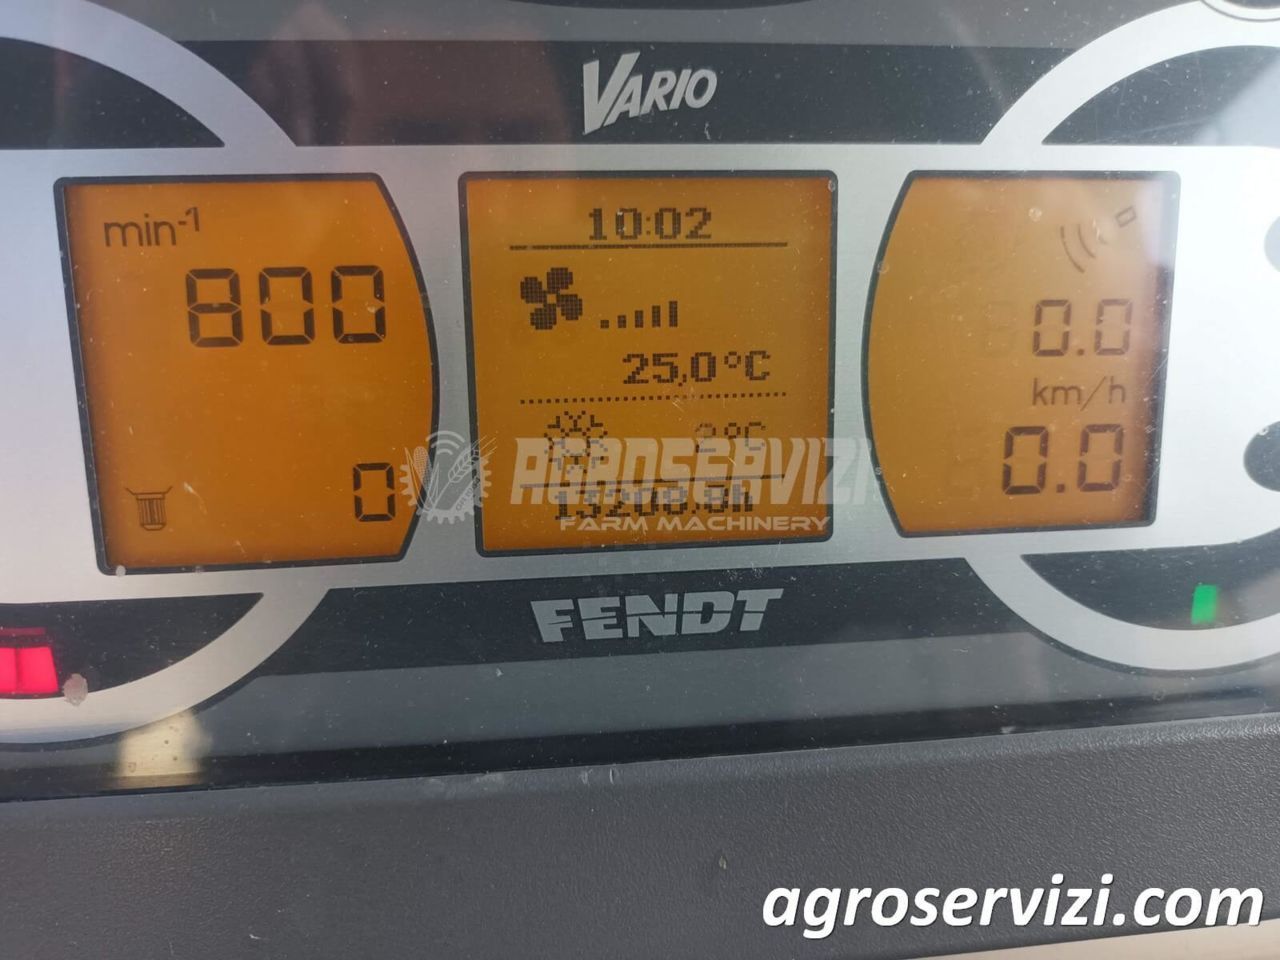 VARIO
min-1
800
0
10:02
25,0°C
2°C
0.0
km/h
0.0
AGROSERVIZI
FARM MACHINERY
FENDT
agroservizi.com